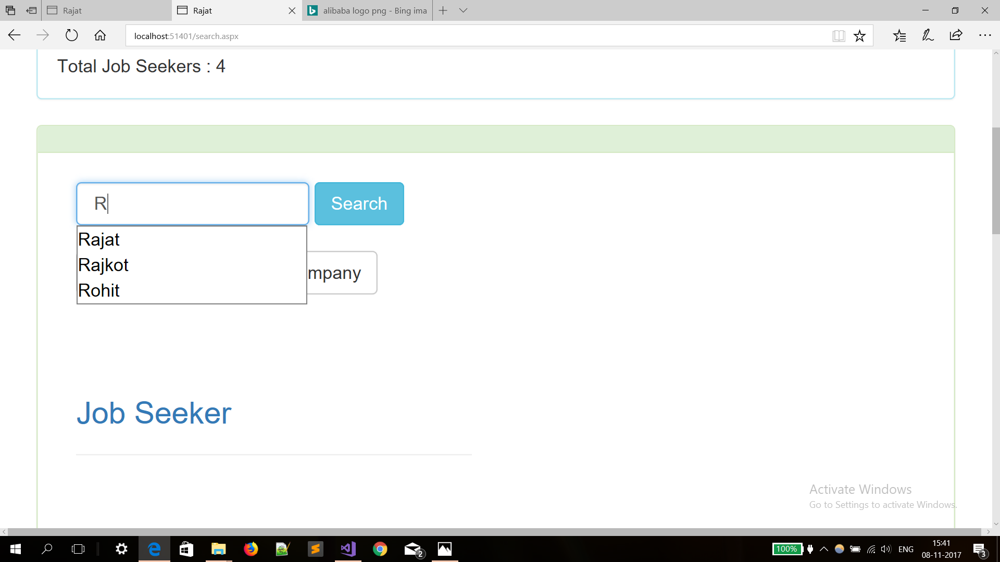 Rajat
Rajat
alibaba logo png - Bing ima
localhost:51401/search.aspx
Total Job Seekers : 4
R
Search
Rajat
Rajkot
Rohit
mpany
Job Seeker
Activate Windows
Go to Settings to activate Windows.
100%
ENG
15:41
08-11-2017
2
3